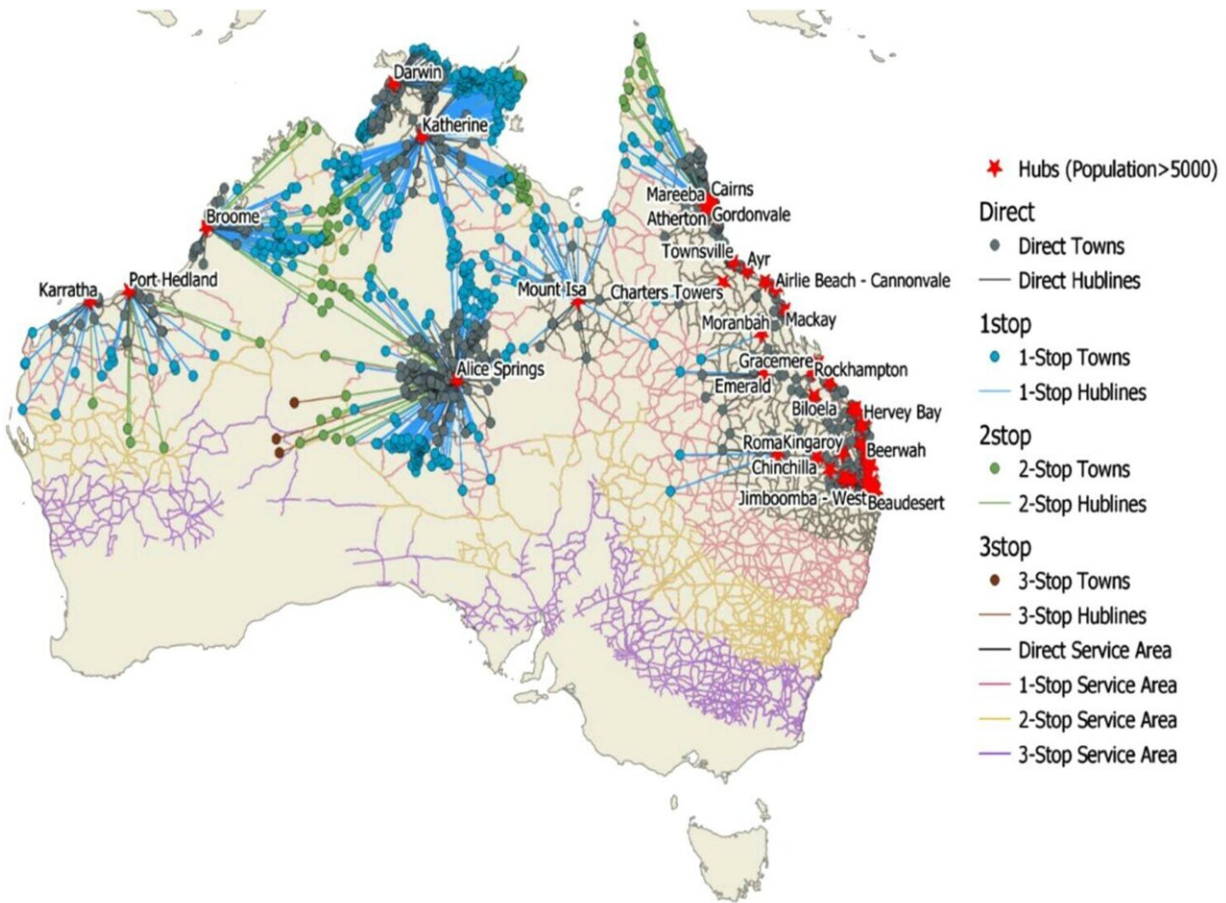 Darwin
Katherine
Broome
Port Hedland
Karratha
Alice Springs
Mount Isa
Mareeba
Cairns
Atherton
Gordonvale
Townsville
Ayr
Airlie Beach - Cannonvale
Charters Towers
Mackay
Moranbah
Gracemere
Rockhampton
Emerald
Biloela
Hervey Bay
Roma
Kingaroy
Beerwah
Chinchilla
Jimboomba - West
Beaudesert
Hubs (Population>5000)
Direct
Direct Towns
Direct Hublines
1stop
1-Stop Towns
1-Stop Hublines
2stop
2-Stop Towns
2-Stop Hublines
3stop
3-Stop Towns
3-Stop Hublines
Direct Service Area
1-Stop Service Area
2-Stop Service Area
3-Stop Service Area